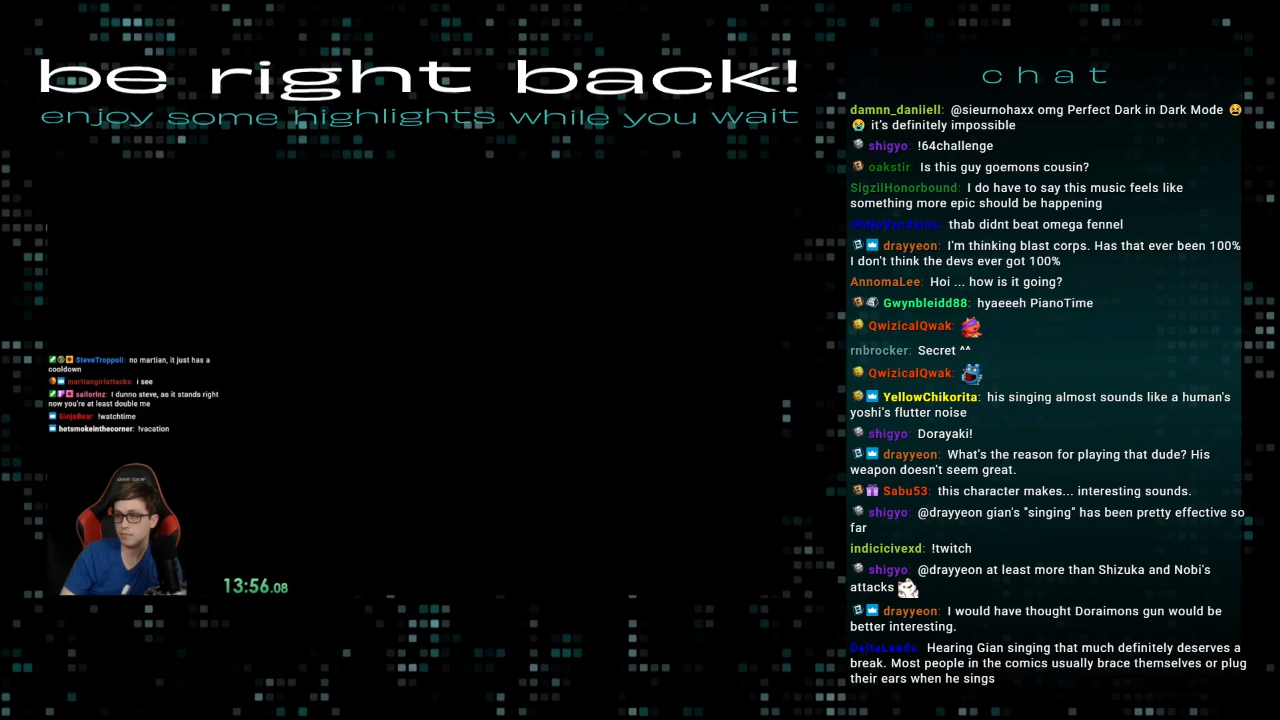 be right back!
enjoy some highlights while you wait
SteveTroppoli: no martian, it just has a
cooldown
martiangirlattacks: i see
sailorlnz: I dunno steve, as it stands right
now you're at least double me
GinjaBear !watchtime
hotsmokeinthecorner: !vacation
13:56.08
chat
damnn_daniiell: @sieurnohaxx omg Perfect Dark in Dark Mode 😫
😭 it's definitely impossible
shigyo: !64challenge
oakstir: Is this guy goemons cousin?
SigzilHonorbound: I do have to say this music feels like
something more epic should be happening
thab didnt beat omega fennel
drayyeon: I'm thinking blast corps. Has that ever been 100%
I don't think the devs ever got 100%
AnnomaLee: Hoi ... how is it going?
Gwynbleidd88: hyaeeeh PianoTime
QwizicalQwak:
rnbrocker: Secret ^^
QwizicalQwak:
YellowChikorita: his singing almost sounds like a human's
yoshi's flutter noise
shigyo: Dorayaki!
drayyeon: What's the reason for playing that dude? His
weapon doesn't seem great.
Sabu53: this character makes... interesting sounds.
shigyo: @drayyeon gian's "singing" has been pretty effective so
far
indicicivexd: !twitch
shigyo: @drayyeon at least more than Shizuka and Nobi's
attacks
drayyeon: I would have thought Doraimons gun would be
better interesting.
DeltaLeeds: Hearing Gian singing that much definitely deserves a
break. Most people in the comics usually brace themselves or plug
their ears when he sings